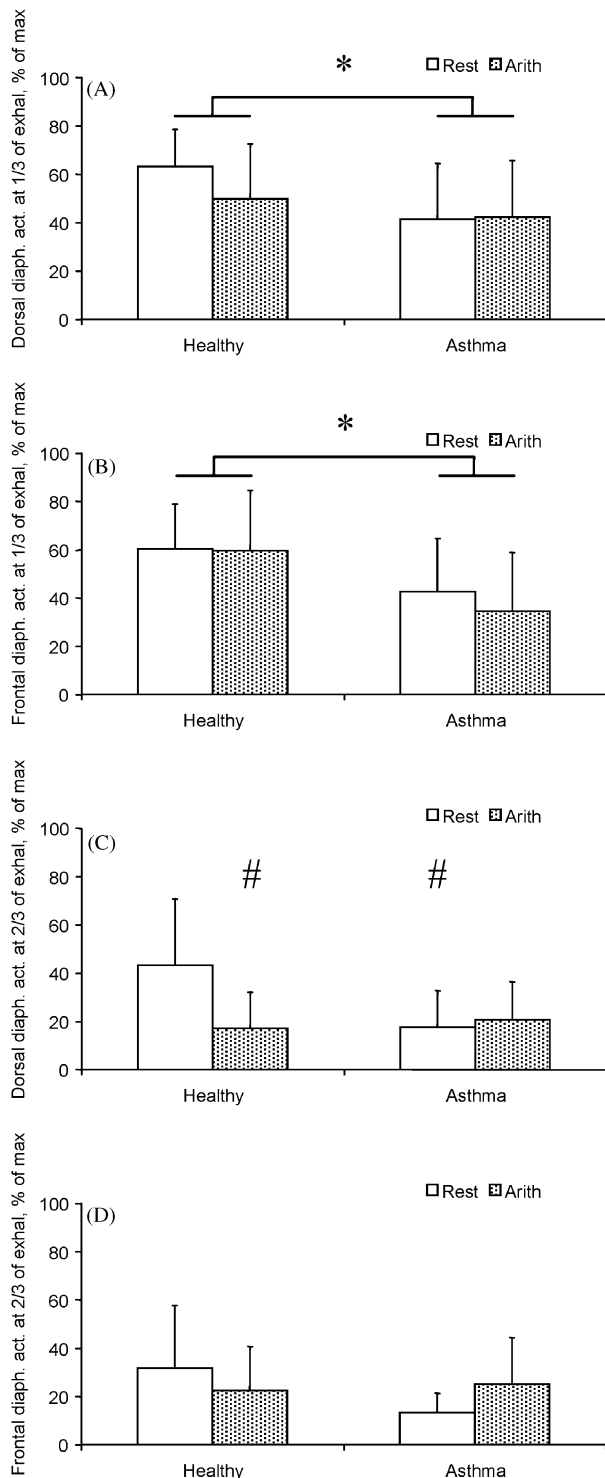 Dorsal diaph. act. at 1/3 of exhal, % of max
(A)
*
Rest Arith
100
80
60
40
20
0
Healthy Asthma
Frontal diaph. act. at 1/3 of exhal, % of max
(B)
*
Rest Arith
100
80
60
40
20
0
Healthy Asthma
Dorsal diaph. act. at 2/3 of exhal, % of max
(C)
Rest Arith
# #
100
80
60
40
20
0
Healthy Asthma
Frontal diaph. act. at 2/3 of exhal, % of max
(D)
Rest Arith
100
80
60
40
20
0
Healthy Asthma